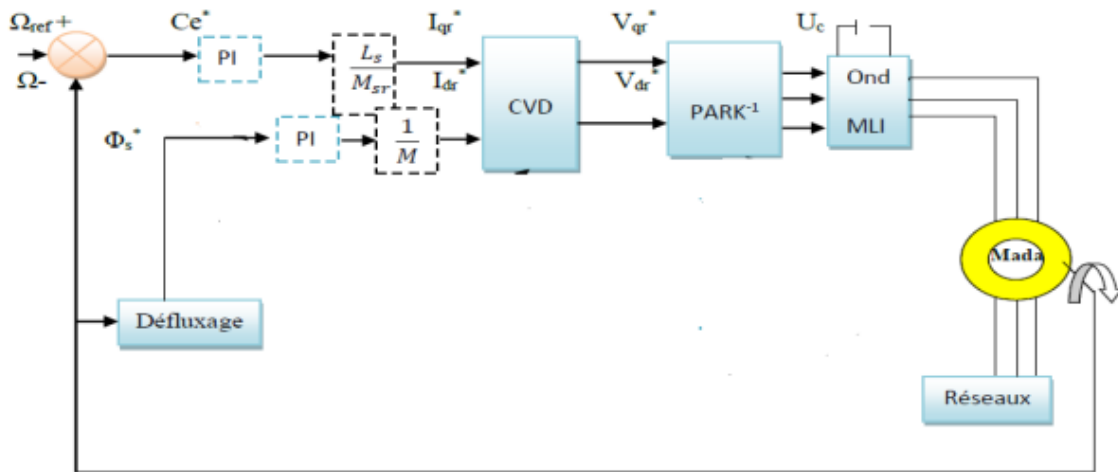 Ωref+ Ce* Iqr* Vqr* Uc
Ω-
PI
Ls
Msr
Idr*
CVD
Vdr*
PARK⁻¹
Ond
MLI
Φs*
PI
1
M
Mada
Défluxage
Réseaux